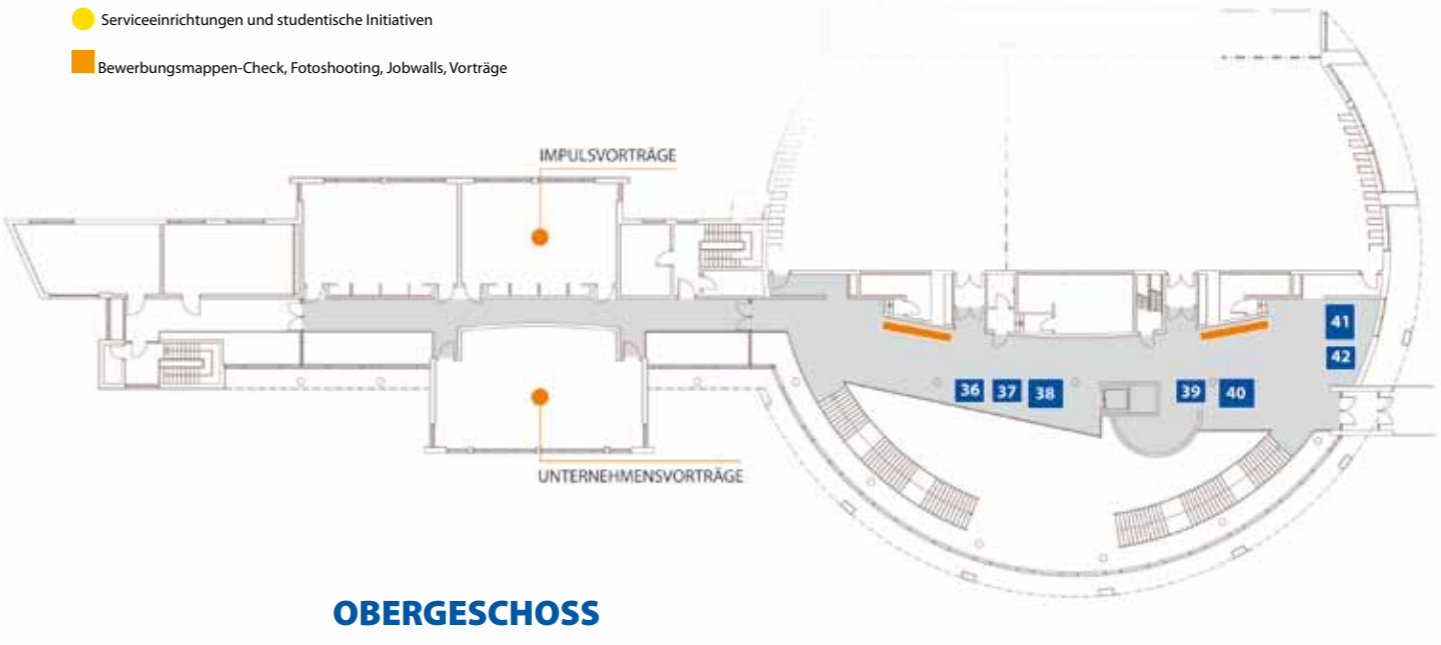 Serviceeinrichtungen und studentische Initiativen
Bewerbungsmappen-Check, Fotoshooting, Jobwalls, Vorträge
IMPULSVORTRÄGE
41
42
36 37 38 39 40
UNTERNEHMENSVORTRÄGE
OBERGESCHOSS